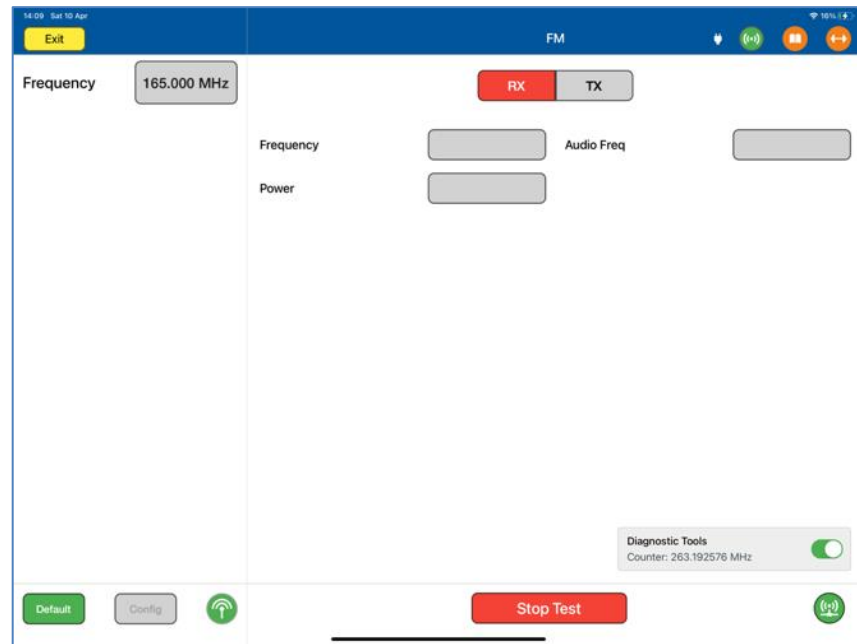 14:09 Sat 10 Apr
16%
Exit
FM
Frequency
165.000 MHz
RX
TX
Frequency
Audio Freq
Power
Diagnostic Tools
Counter: 263.192576 MHz
Default
Config
Stop Test